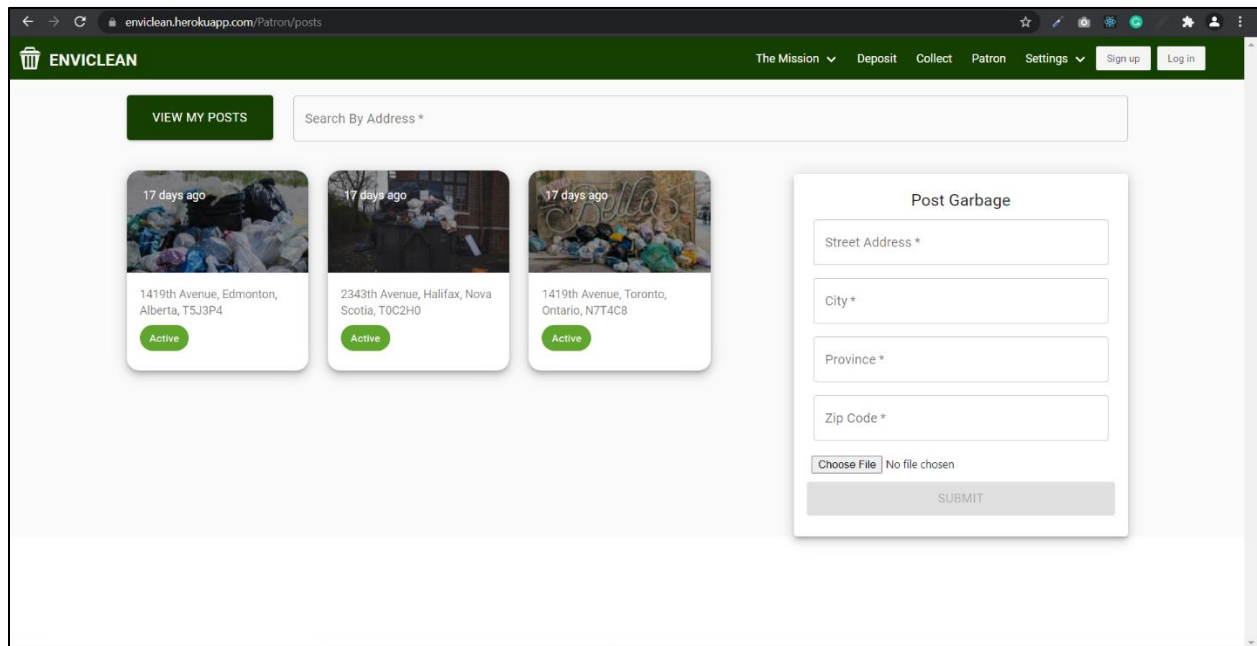 enviclean.herokuapp.com/Patron/posts
ENVICLEAN
The Mission Deposit Collect Patron Settings Sign up Log in
VIEW MY POSTS
Search By Address *
17 days ago
1419th Avenue, Edmonton,
Alberta, T5J3P4
Active
17 days ago
2343th Avenue, Halifax, Nova
Scotia, T0C2H0
Active
17 days ago
Bella
1419th Avenue, Toronto,
Ontario, N7T4C8
Active
Post Garbage
Street Address *
City *
Province *
Zip Code *
Choose File No file chosen
SUBMIT